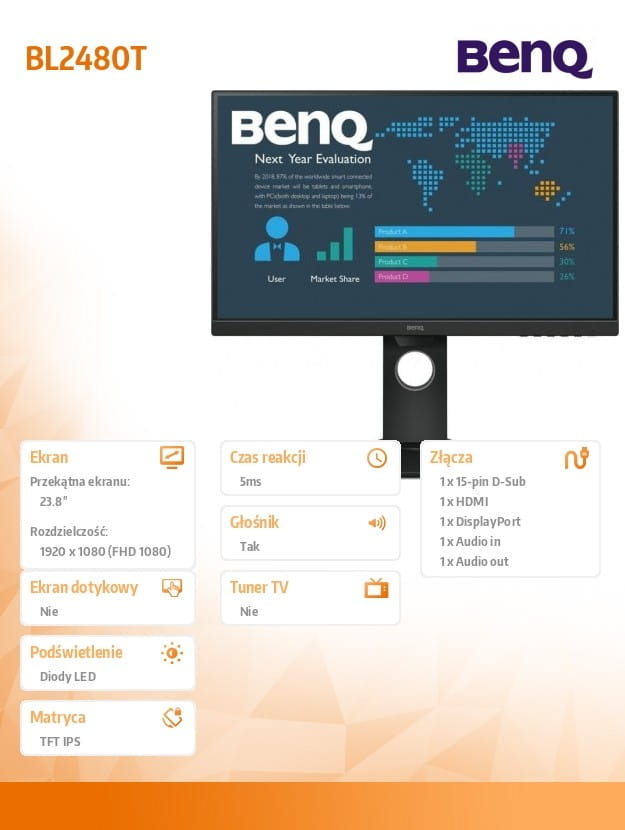 BL2480T
BenQ
BenQ
Next Year Evaluation
By 2018, 87% of the worldwide smart connected
device market will be tablets and smartphone,
with PCs(both desktop and laptop) being 13% of
the market as shown in the table below:
User
Market Share
Product A 71%
Product B 56%
Product C 30%
Product D 26%
BenQ
Ekran
Przekątna ekranu:
23.8"
Rozdzielczość:
1920 x 1080 (FHD 1080)
Ekran dotykowy
Nie
Podświetlenie
Diody LED
Matryca
TFT IPS
Czas reakcji
5ms
Głośnik
Tak
Tuner TV
Nie
Złącza
1 x 15-pin D-Sub
1 x HDMI
1 x DisplayPort
1 x Audio in
1 x Audio out